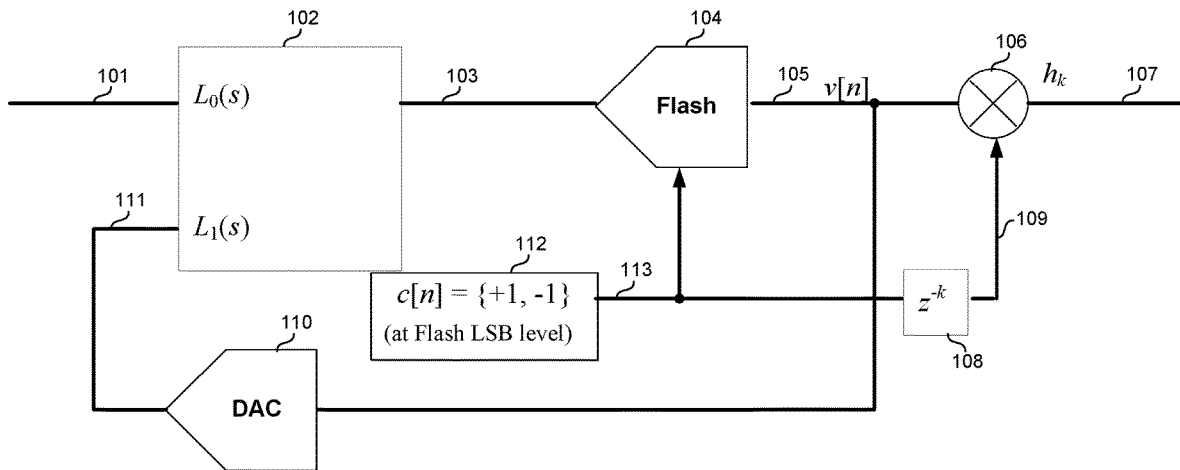 102
104
106
101
L₀(s)
103
Flash
105
v[n]
hₖ
107
111
L₁(s)
109
112
c[n] = {+1, -1}
(at Flash LSB level)
113
z⁻ᵏ
108
110
DAC